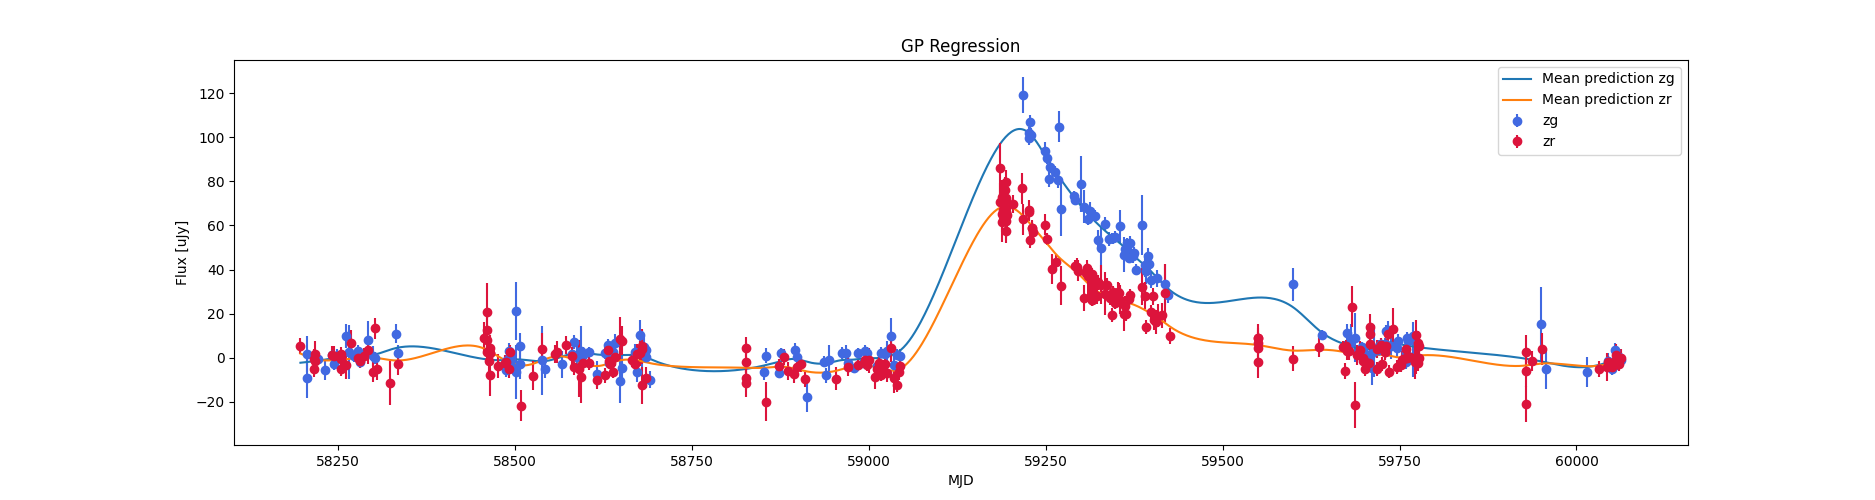 GP Regression
Flux [uJy]
120
100
80
60
40
20
0
−20
Mean prediction zg
Mean prediction zr
zg
zr
58250 58500 58750 59000 59250 59500 59750 60000
MJD